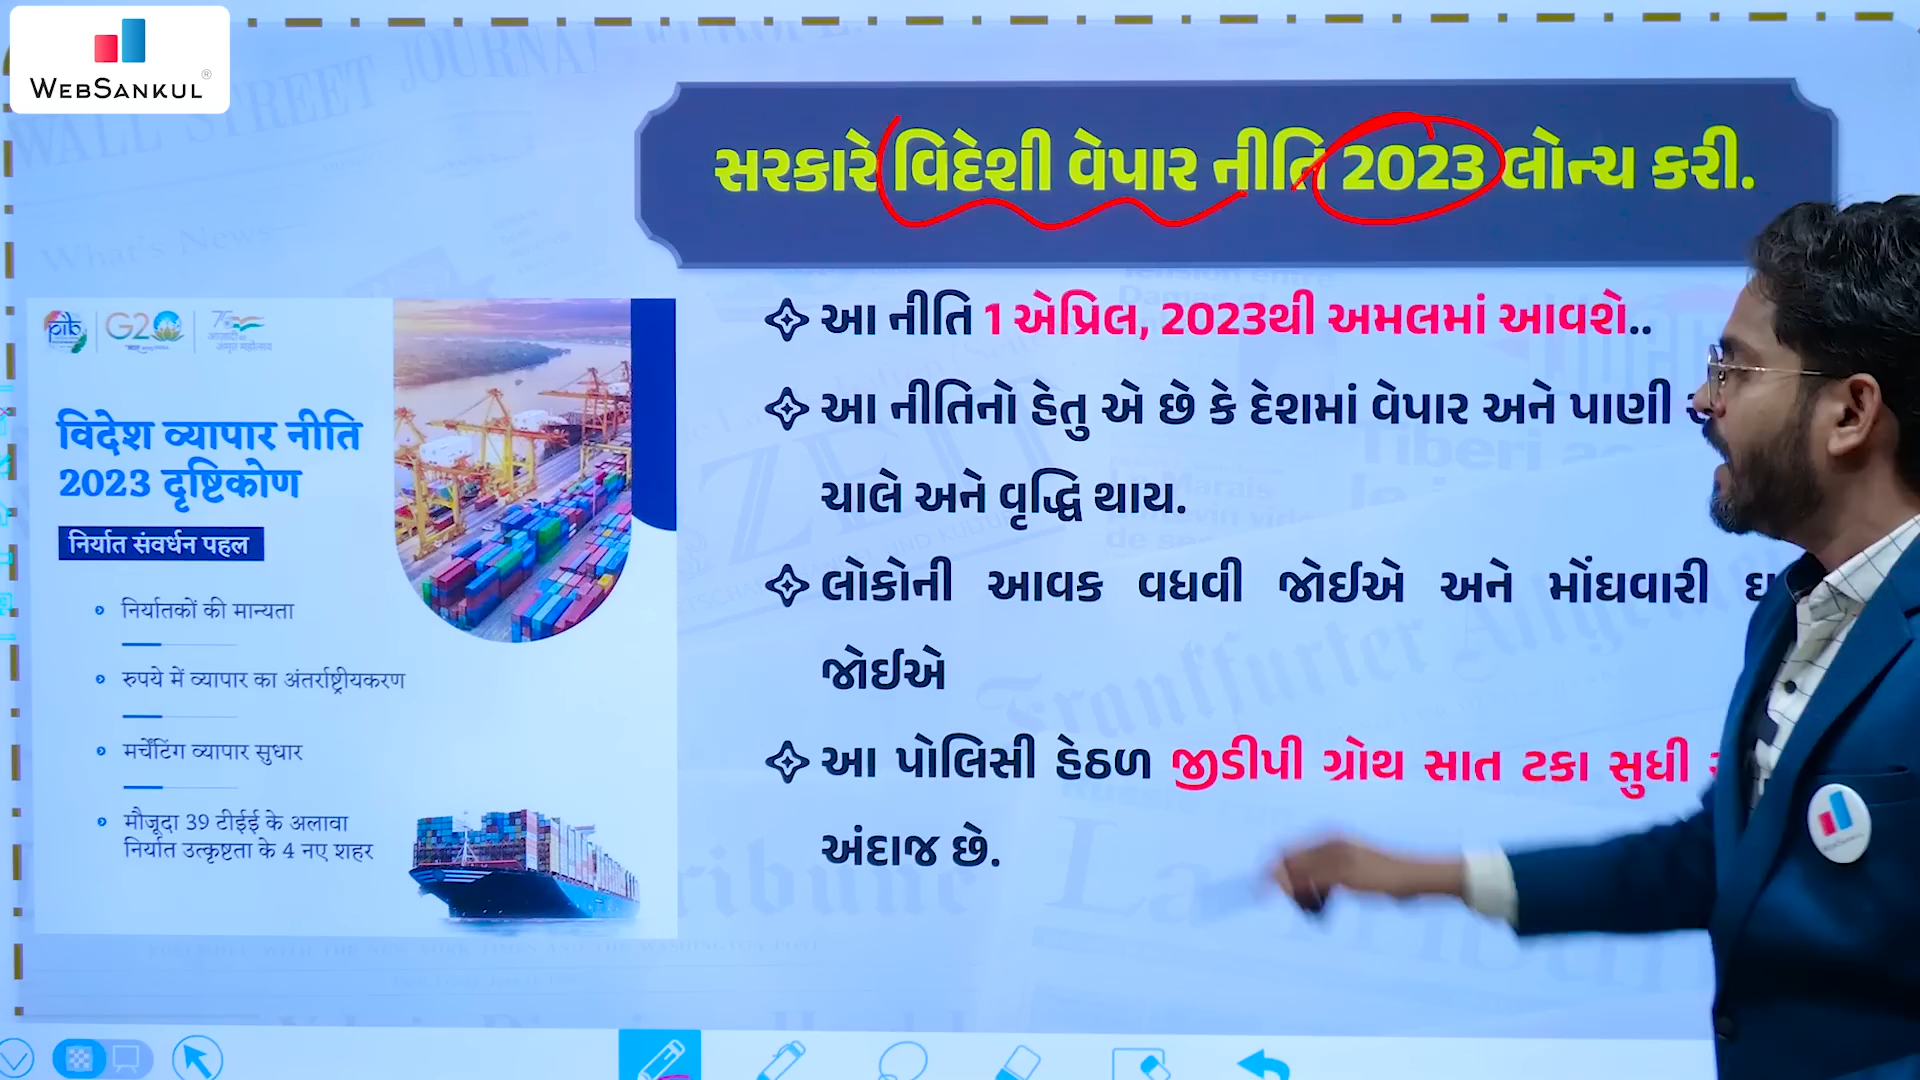 WEBSANKUL®
સરકારે વિદેશી વેપાર નીતિ 2023 લોન્ચ કરી.
pib G20
विदेश व्यापार नीति
2023 दृष्टिकोण
निर्यात संवर्धन पहल
निर्यातकों की मान्यता
रुपये में व्यापार का अंतर्राष्ट्रीयकरण
मर्चेंटिंग व्यापार सुधार
मौजूदा 39 टीईई के अलावा
निर्यात उत्कृष्टता के 4 नए शहर
આ નીતિ 1 એપ્રિલ, 2023થી અમલમાં આવશે..
આ નીતિનો હેતુ એ છે કે દેશમાં વેપાર અને પાણી
ચાલે અને વૃદ્ધિ થાય.
લોકોની આવક વધવી જોઈએ અને મોંઘવારી
જોઈએ
આ પોલિસી હેઠળ જીડીપી ગ્રોથ સાત ટકા સુધી
અંદાજ છે.